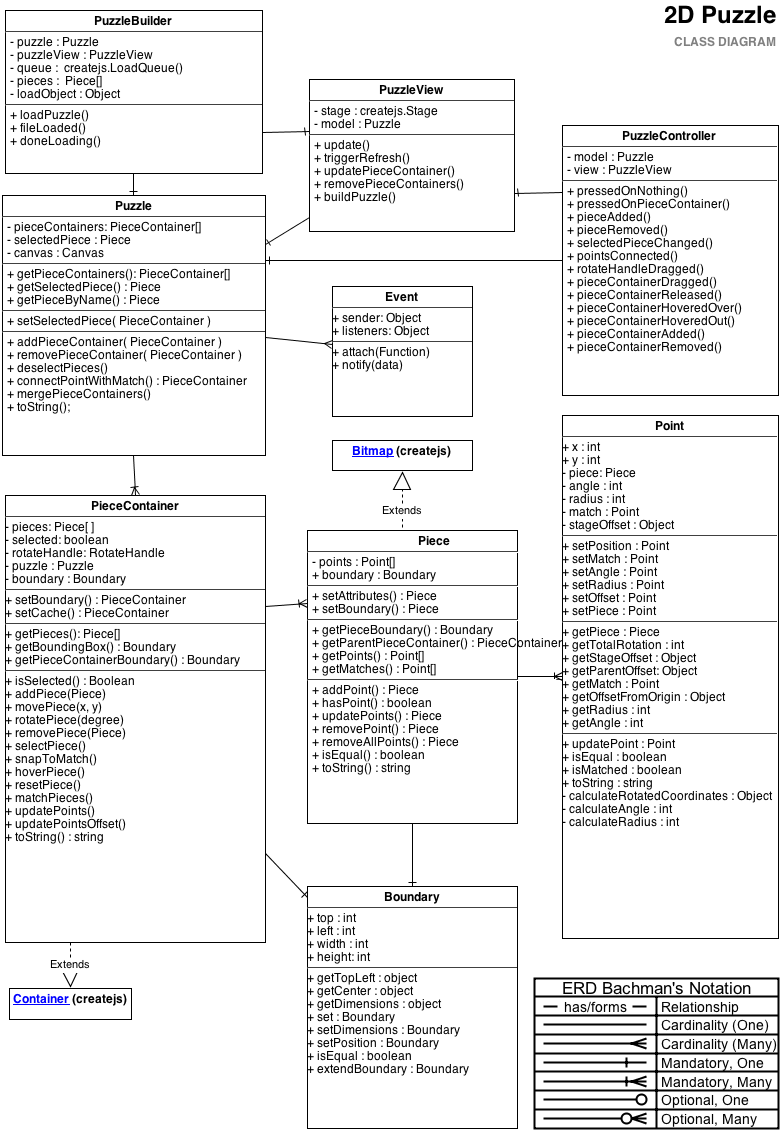 2D Puzzle
CLASS DIAGRAM
PuzzleBuilder
- puzzle : Puzzle
- puzzleView : PuzzleView
- queue : createjs.LoadQueue()
- pieces : Piece[]
- loadObject : Object
+ loadPuzzle()
+ fileLoaded()
+ doneLoading()
PuzzleView
- stage : createjs.Stage
- model : Puzzle
+ update()
+ triggerRefresh()
+ updatePieceContainer()
+ removePieceContainers()
+ buildPuzzle()
PuzzleController
- model : Puzzle
- view : PuzzleView
+ pressedOnNothing()
+ pressedOnPieceContainer()
+ pieceAdded()
+ pieceRemoved()
+ selectedPieceChanged()
+ pointsConnected()
+ rotateHandleDragged()
+ pieceContainerDragged()
+ pieceContainerReleased()
+ pieceContainerHoveredOver()
+ pieceContainerHoveredOut()
+ pieceContainerAdded()
+ pieceContainerRemoved()
Puzzle
- pieceContainers: PieceContainer[]
- selectedPiece : Piece
- canvas : Canvas
+ getPieceContainers(): PieceContainer[]
+ getSelectedPiece() : Piece
+ getPieceByName() : Piece
+ setSelectedPiece( PieceContainer )
+ addPieceContainer( PieceContainer )
+ removePieceContainer( PieceContainer )
+ deselectPieces()
+ connectPointWithMatch() : PieceContainer
+ mergePieceContainers()
+ toString();
Event
+ sender: Object
+ listeners: Object
+ attach(Function)
+ notify(data)
Bitmap (createjs)
Extends
Point
+ x : int
+ y : int
- piece: Piece
- angle : int
- radius : int
- match : Point
- stageOffset : Object
+ setPosition : Point
+ setMatch : Point
+ setAngle : Point
+ setRadius : Point
+ setOffset : Point
+ setPiece : Point
+ getPiece : Piece
+ getTotalRotation : int
+ getStageOffset : Object
+ getParentOffset: Object
+ getMatch : Point
+ getOffsetFromOrigin : Object
+ getRadius : int
+ getAngle : int
+ updatePoint : Point
+ isEqual : boolean
+ isMatched : boolean
+ toString : string
- calculateRotatedCoordinates : Object
- calculateAngle : int
- calculateRadius : int
PieceContainer
- pieces: Piece[ ]
- selected: boolean
- rotateHandle: RotateHandle
- puzzle : Puzzle
- boundary : Boundary
+ setBoundary() : PieceContainer
+ setCache() : PieceContainer
+ getPieces(): Piece[]
+ getBoundingBox() : Boundary
+ getPieceContainerBoundary() : Boundary
+ isSelected() : Boolean
+ addPiece(Piece)
+ movePiece(x, y)
+ rotatePiece(degree)
+ removePiece(Piece)
+ selectPiece()
+ snapToMatch()
+ hoverPiece()
+ resetPiece()
+ matchPieces()
+ updatePoints()
+ updatePointsOffset()
+ toString() : string
Extends
Container (createjs)
Piece
- points : Point[]
+ boundary : Boundary
+ setAttributes() : Piece
+ setBoundary() : Piece
+ getPieceBoundary() : Boundary
+ getParentPieceContainer() : PieceContainer
+ getPoints() : Point[]
+ getMatches() : Point[]
+ addPoint() : Piece
+ hasPoint() : boolean
+ updatePoints() : Piece
+ removePoint() : Piece
+ removeAllPoints() : Piece
+ isEqual() : boolean
+ toString() : string
Boundary
+ top : int
+ left : int
+ width : int
+ height: int
+ getTopLeft : object
+ getCenter : object
+ getDimensions : object
+ set : Boundary
+ setDimensions : Boundary
+ setPosition : Boundary
+ isEqual : boolean
+ extendBoundary : Boundary
ERD Bachman's Notation
has/forms Relationship
Cardinality (One)
Cardinality (Many)
Mandatory, One
Mandatory, Many
Optional, One
Optional, Many